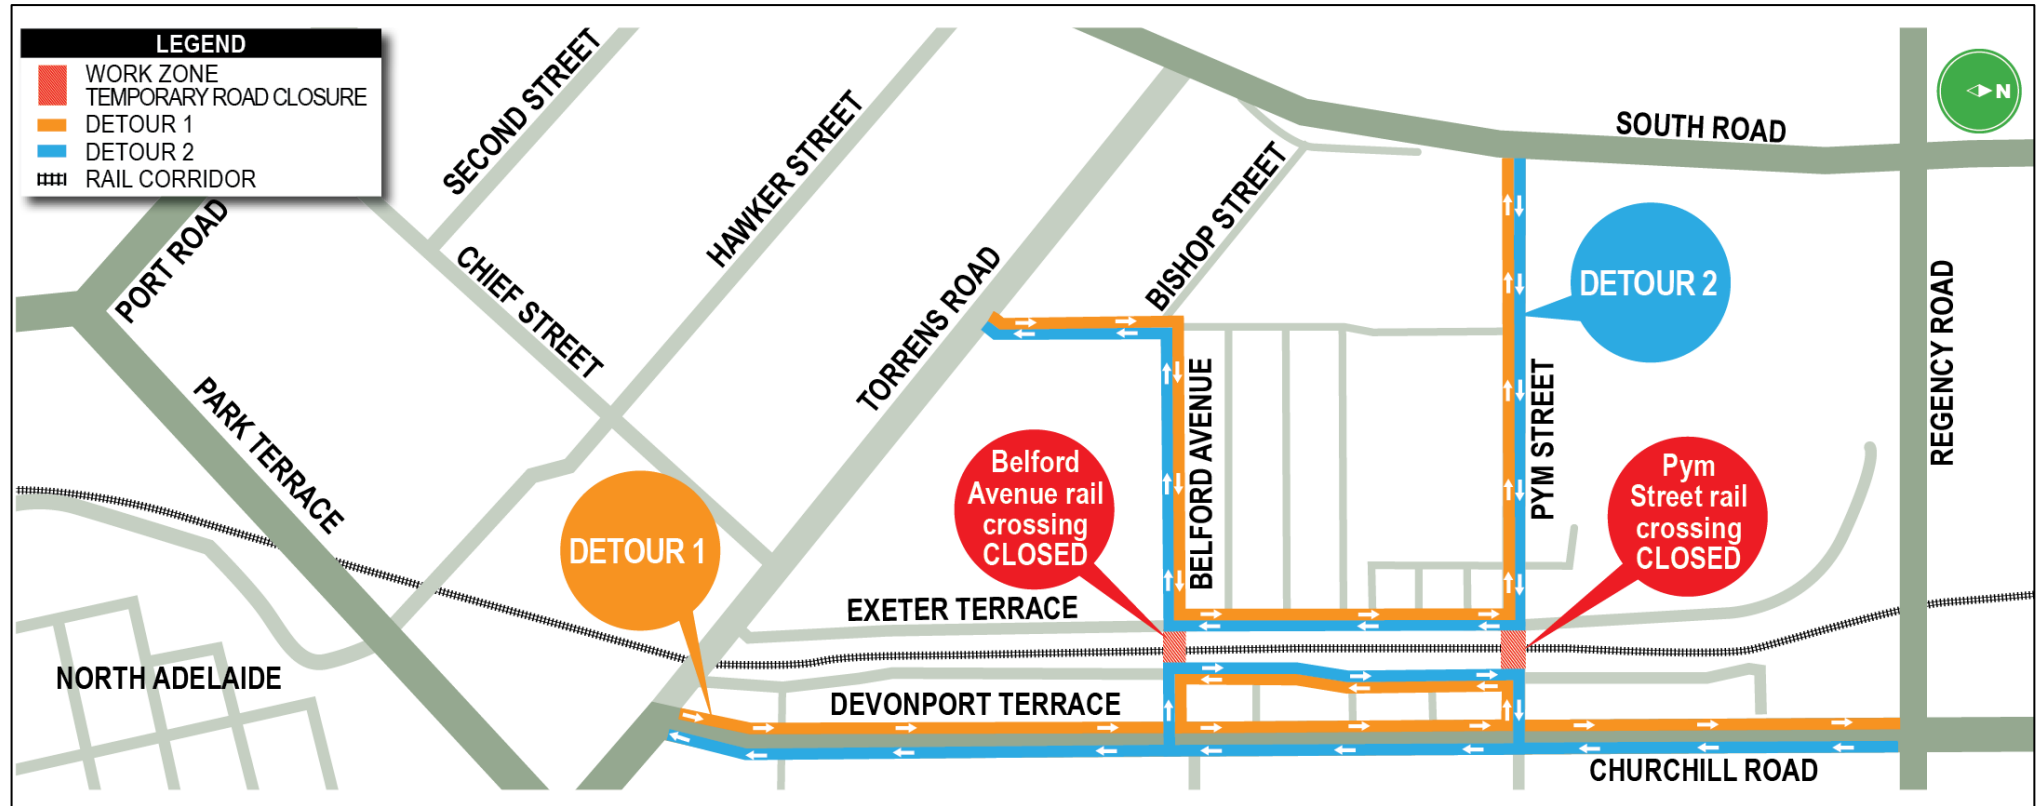 LEGEND
WORK ZONE
TEMPORARY ROAD CLOSURE
DETOUR 1
DETOUR 2
RAIL CORRIDOR
N
SECOND STREET
HAWKER STREET
SOUTH ROAD
PORT ROAD
CHIEF STREET
TORRENS ROAD
BISHOP STREET
DETOUR 2
REGENCY ROAD
PARK TERRACE
BELFORD AVENUE
PYM STREET
Belford
Avenue rail
crossing
CLOSED
Pym
Street rail
crossing
CLOSED
DETOUR 1
EXETER TERRACE
NORTH ADELAIDE
DEVONPORT TERRACE
CHURCHILL ROAD